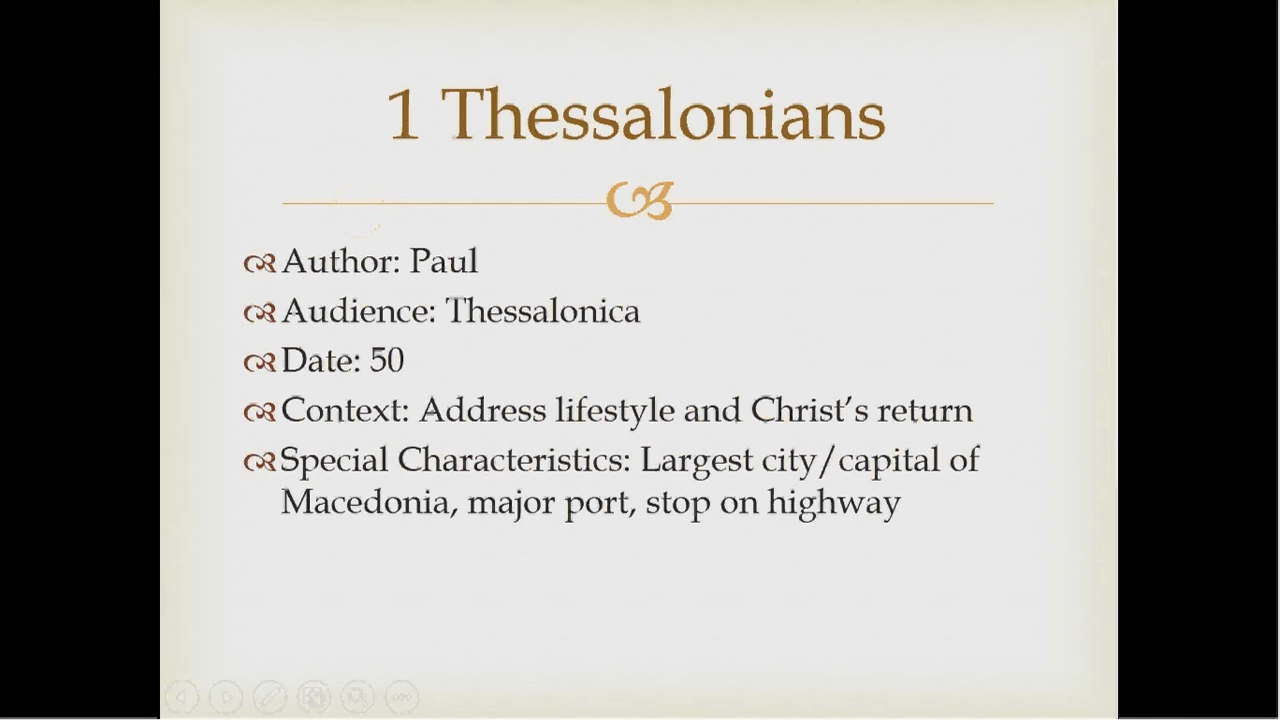 1 Thessalonians
Author: Paul
Audience: Thessalonica
Date: 50
Context: Address lifestyle and Christ’s return
Special Characteristics: Largest city/capital of
Macedonia, major port, stop on highway